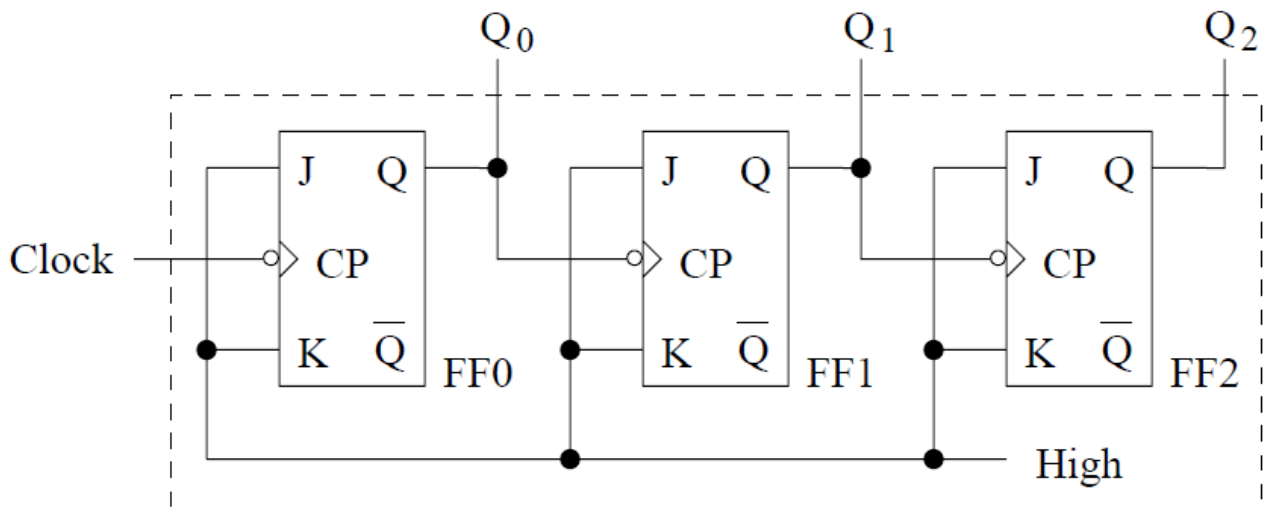 Q0 Q1 Q2
J Q J Q J Q
Clock CP CP CP
K Q̅ FF0 K Q̅ FF1 K Q̅ FF2
High